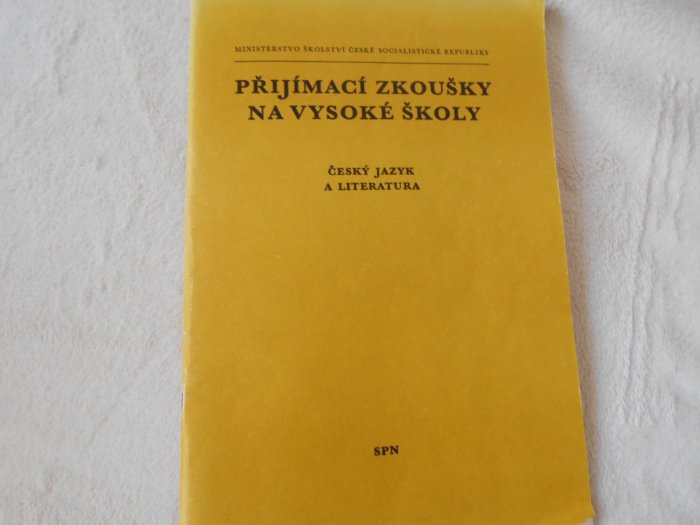 MINISTERSTVO ŠKOLSTVÍ ČESKÉ SOCIALISTICKÉ REPUBLIKY
PŘIJÍMACÍ ZKOUŠKY
NA VYSOKÉ ŠKOLY
ČESKÝ JAZYK
A LITERATURA
SPN